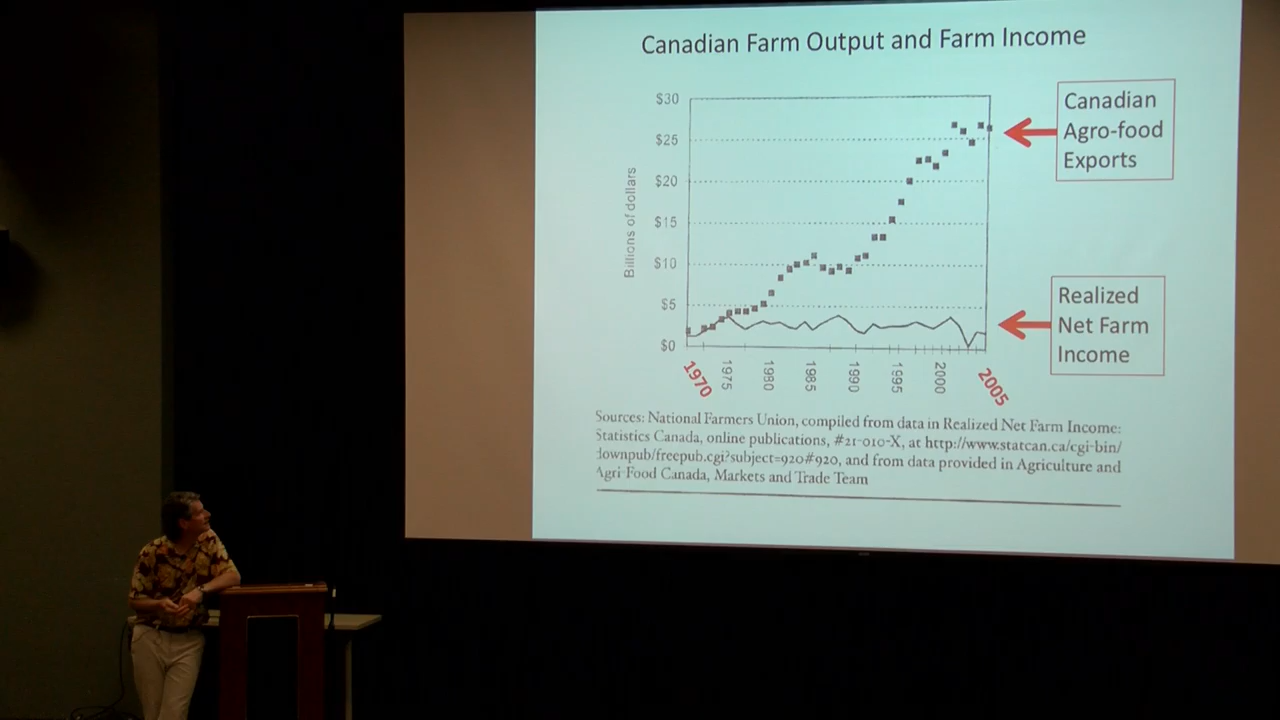 Canadian Farm Output and Farm Income
$30
$25
$20
$15
$10
$5
$0
Billions of dollars
1970
1975
1980
1985
1990
1995
2000
2005
Canadian
Agro-food
Exports
Realized
Net Farm
Income
Sources: National Farmers Union, compiled from data in Realized Net Farm Income:
Statistics Canada, online publications, #21-010-X, at http://www.statcan.ca/cgi-bin/
downpub/freepub.cgi?subject=920#920, and from data provided in Agriculture and
Agri-Food Canada, Markets and Trade Team